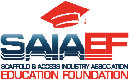 SAIAEF
SCAFFOLD & ACCESS INDUSTRY ASSOCIATION
EDUCATION FOUNDATION